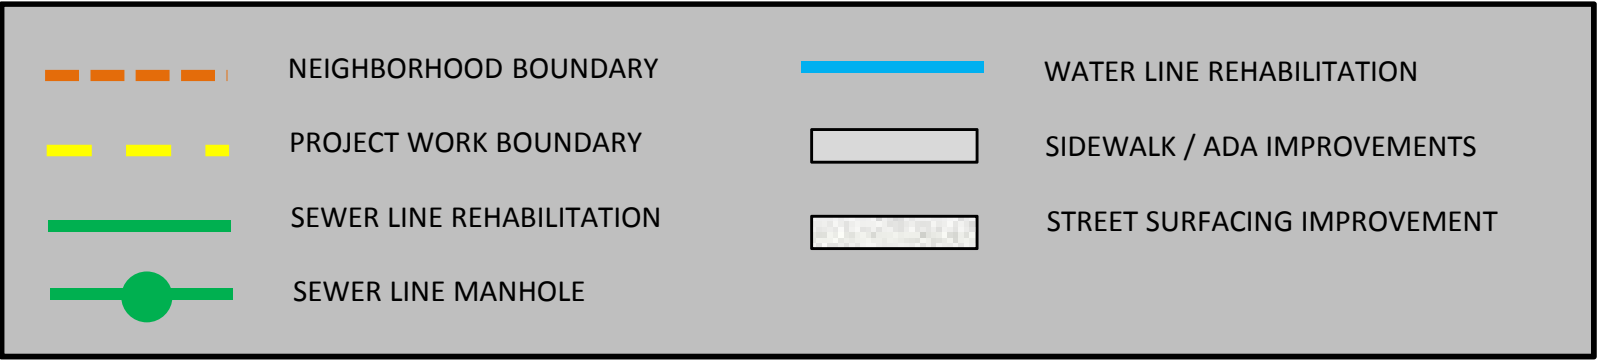 NEIGHBORHOOD BOUNDARY
PROJECT WORK BOUNDARY
SEWER LINE REHABILITATION
SEWER LINE MANHOLE
WATER LINE REHABILITATION
SIDEWALK / ADA IMPROVEMENTS
STREET SURFACING IMPROVEMENT